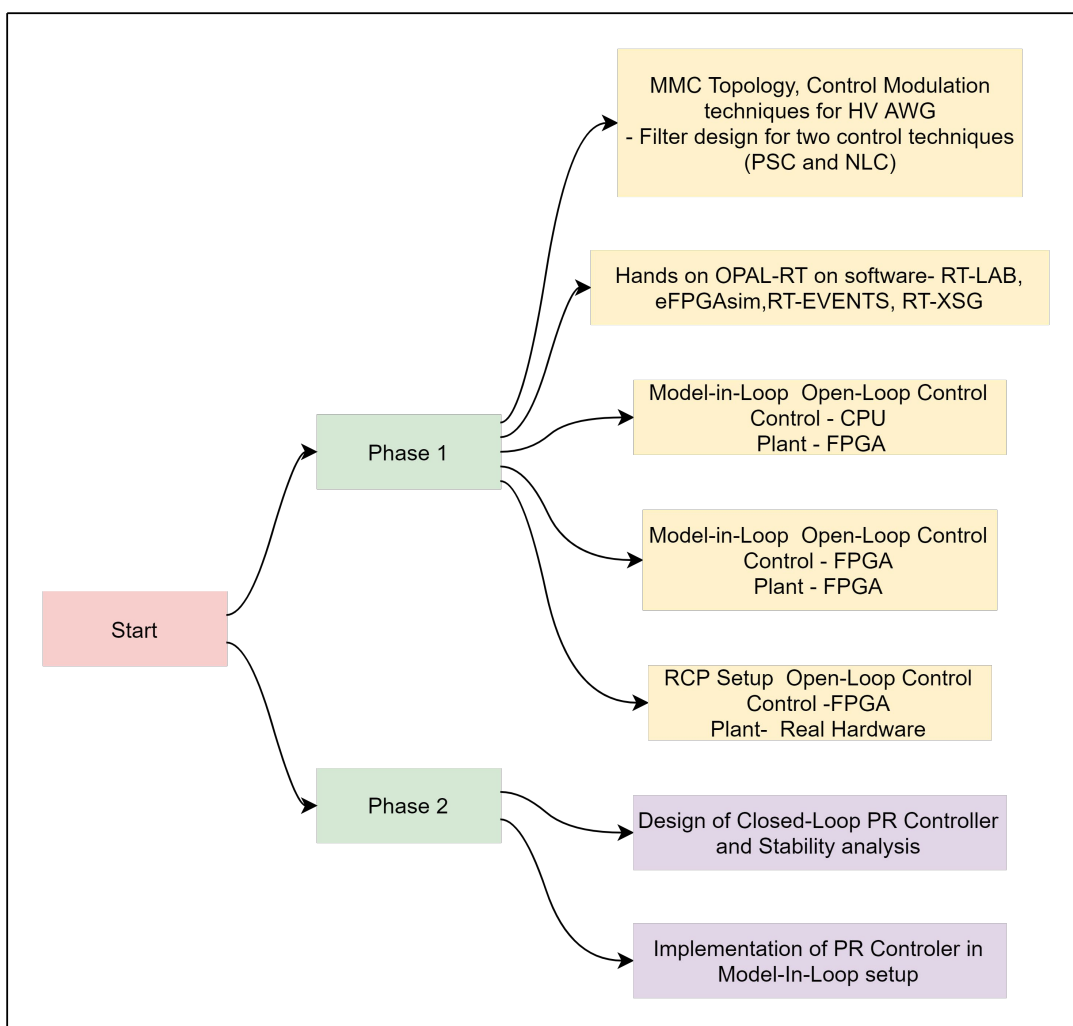 MMC Topology, Control Modulation
techniques for HV AWG
- Filter design for two control techniques
(PSC and NLC)
Hands on OPAL-RT on software- RT-LAB,
eFPGAsim,RT-EVENTS, RT-XSG
Model-in-Loop  Open-Loop Control
Control - CPU
Plant - FPGA
Phase 1
Model-in-Loop  Open-Loop Control
Control - FPGA
Plant - FPGA
Start
RCP Setup  Open-Loop Control
Control -FPGA
Plant-  Real Hardware
Phase 2
Design of Closed-Loop PR Controller
and Stability analysis
Implementation of PR Controler in
Model-In-Loop setup